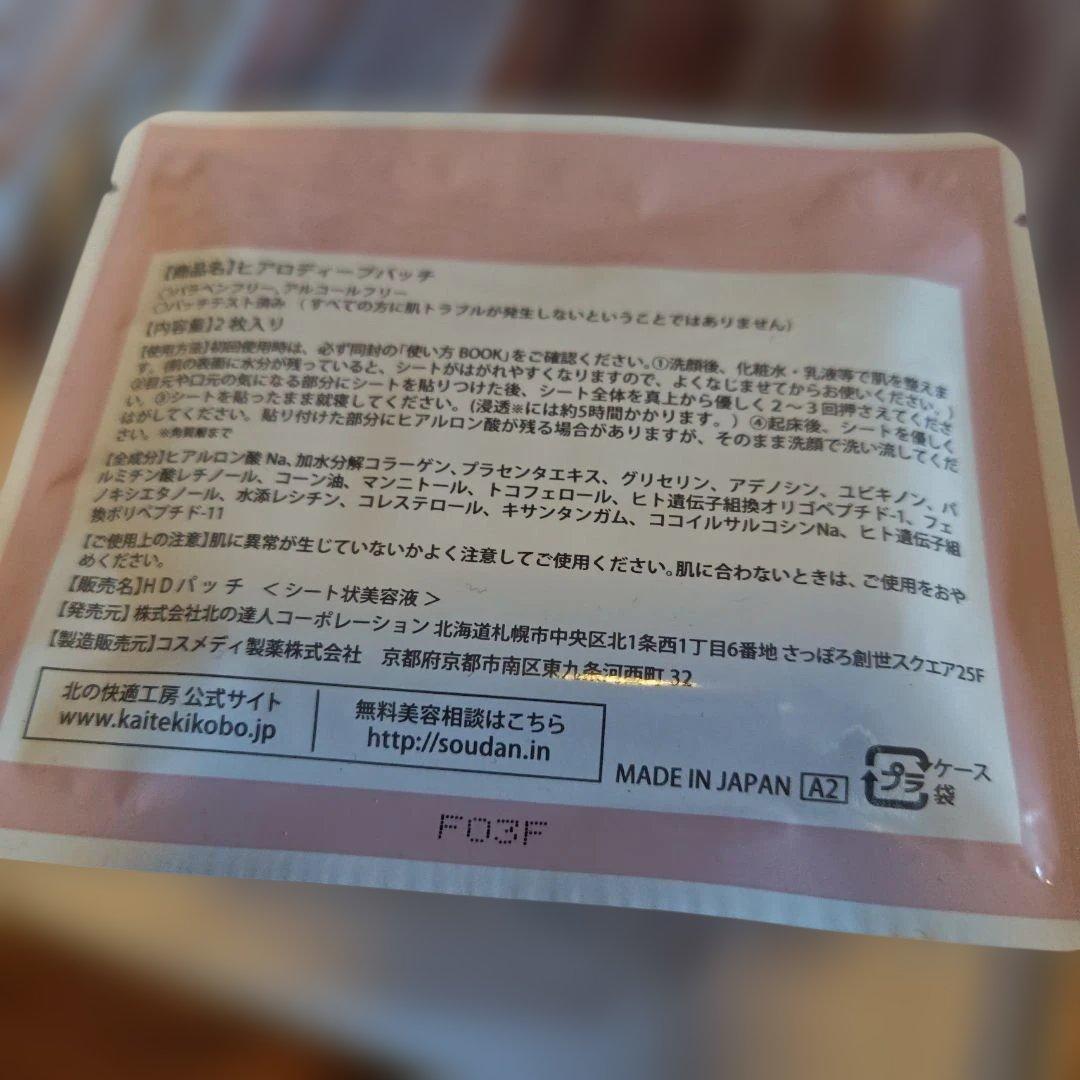 【商品名】ヒアロディープパッチ
○パラベンフリー、アルコールフリー
○パッチテスト済み （すべての方に肌トラブルが発生しないということではありません）
【内容量】2枚入り
【使用方法】初回使用時は、必ず同封の「使い方 BOOK」をご確認ください。①洗顔後、化粧水・乳液等で肌を整えま
す。（肌の表面に水分が残っていると、シートがはがれやすくなりますので、よくなじませてからお使いください。）
②目元や口元の気になる部分にシートを貼りつけた後、シート全体を真上から優しく２～３回押さえてくださ
い。③シートを貼ったまま就寝してください。（浸透※には約5時間かかります。）④起床後、シートを優しく
はがしてください。貼り付けた部分にヒアルロン酸が残る場合がありますが、そのまま洗顔で洗い流してくだ
さい。※角質層まで
【全成分】ヒアルロン酸 Na、加水分解コラーゲン、プラセンタエキス、グリセリン、アデノシン、ユビキノン、パ
ルミチン酸レチノール、コーン油、マンニトール、トコフェロール、ヒト遺伝子組換オリゴペプチド-1、フェ
ノキシエタノール、水添レシチン、コレステロール、キサンタンガム、ココイルサルコシンNa、ヒト遺伝子組
換ポリペプチド-11
【ご使用上の注意】肌に異常が生じていないかよく注意してご使用ください。肌に合わないときは、ご使用をおや
めください。
【販売名】HDパッチ ＜シート状美容液＞
【発売元】株式会社北の達人コーポレーション 北海道札幌市中央区北1条西1丁目6番地 さっぽろ創世スクエア25F
【製造販売元】コスメディ製薬株式会社 京都府京都市南区東九条河西町 32
北の快適工房 公式サイト
www.kaitekikobo.jp
無料美容相談はこちら
http://soudan.in
MADE IN JAPAN A2
プラ ケース
袋
F03F